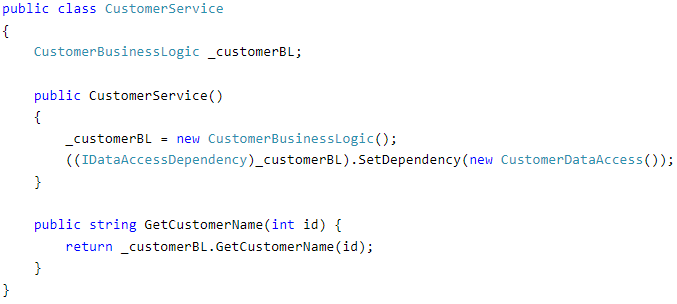 public class CustomerService
{
    CustomerBusinessLogic _customerBL;

    public CustomerService()
    {
        _customerBL = new CustomerBusinessLogic();
        ((IDataAccessDependency)_customerBL).SetDependency(new CustomerDataAccess());
    }

    public string GetCustomerName(int id) {
        return _customerBL.GetCustomerName(id);
    }
}